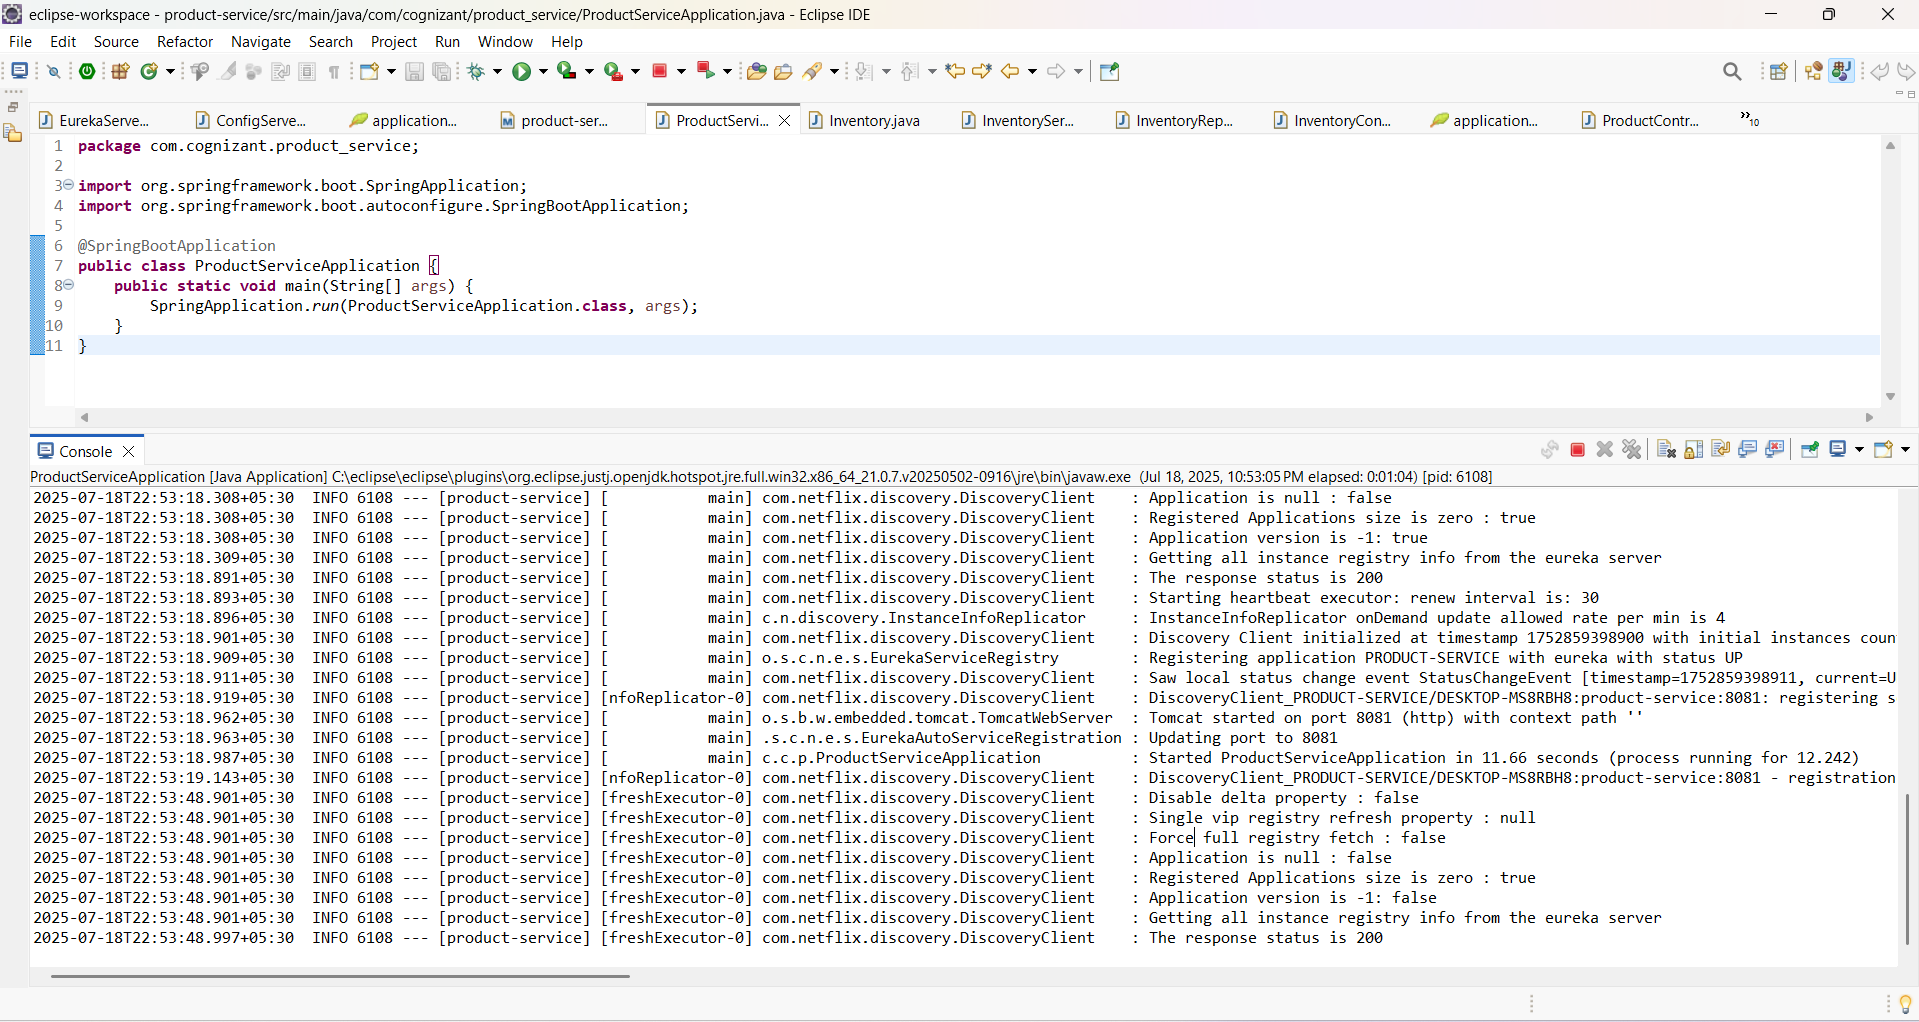 eclipse-workspace - product-service/src/main/java/com/cognizant/product_service/ProductServiceApplication.java - Eclipse IDE
File Edit Source Refactor Navigate Search Project Run Window Help
EurekaServe... ConfigServe... application... product-ser... ProductServi... Inventory.java InventorySer... InventoryRep... InventoryCon... application... ProductContr... »10
1 package com.cognizant.product_service;
2
3 import org.springframework.boot.SpringApplication;
4 import org.springframework.boot.autoconfigure.SpringBootApplication;
5
6 @SpringBootApplication
7 public class ProductServiceApplication {
8     public static void main(String[] args) {
9         SpringApplication.run(ProductServiceApplication.class, args);
10     }
11 }
Console
ProductServiceApplication [Java Application] C:\eclipse\eclipse\plugins\org.eclipse.justj.openjdk.hotspot.jre.full.win32.x86_64_21.0.7.v20250502-0916\jre\bin\javaw.exe (Jul 18, 2025, 10:53:05 PM elapsed: 0:01:04) [pid: 6108]
2025-07-18T22:53:18.308+05:30  INFO 6108 --- [product-service] [           main] com.netflix.discovery.DiscoveryClient    : Application is null : false
2025-07-18T22:53:18.308+05:30  INFO 6108 --- [product-service] [           main] com.netflix.discovery.DiscoveryClient    : Registered Applications size is zero : true
2025-07-18T22:53:18.308+05:30  INFO 6108 --- [product-service] [           main] com.netflix.discovery.DiscoveryClient    : Application version is -1: true
2025-07-18T22:53:18.309+05:30  INFO 6108 --- [product-service] [           main] com.netflix.discovery.DiscoveryClient    : Getting all instance registry info from the eureka server
2025-07-18T22:53:18.891+05:30  INFO 6108 --- [product-service] [           main] com.netflix.discovery.DiscoveryClient    : The response status is 200
2025-07-18T22:53:18.893+05:30  INFO 6108 --- [product-service] [           main] com.netflix.discovery.DiscoveryClient    : Starting heartbeat executor: renew interval is: 30
2025-07-18T22:53:18.896+05:30  INFO 6108 --- [product-service] [           main] c.n.discovery.InstanceInfoReplicator     : InstanceInfoReplicator onDemand update allowed rate per min is 4
2025-07-18T22:53:18.901+05:30  INFO 6108 --- [product-service] [           main] com.netflix.discovery.DiscoveryClient    : Discovery Client initialized at timestamp 1752859398900 with initial instances coun
2025-07-18T22:53:18.909+05:30  INFO 6108 --- [product-service] [           main] o.s.c.n.e.s.EurekaServiceRegistry        : Registering application PRODUCT-SERVICE with eureka with status UP
2025-07-18T22:53:18.911+05:30  INFO 6108 --- [product-service] [           main] com.netflix.discovery.DiscoveryClient    : Saw local status change event StatusChangeEvent [timestamp=1752859398911, current=U
2025-07-18T22:53:18.919+05:30  INFO 6108 --- [product-service] [nfoReplicator-0] com.netflix.discovery.DiscoveryClient    : DiscoveryClient_PRODUCT-SERVICE/DESKTOP-MS8RBH8:product-service:8081: registering s
2025-07-18T22:53:18.962+05:30  INFO 6108 --- [product-service] [           main] o.s.b.w.embedded.tomcat.TomcatWebServer  : Tomcat started on port 8081 (http) with context path ''
2025-07-18T22:53:18.963+05:30  INFO 6108 --- [product-service] [           main] .s.c.n.e.s.EurekaAutoServiceRegistration : Updating port to 8081
2025-07-18T22:53:18.987+05:30  INFO 6108 --- [product-service] [           main] c.c.p.ProductServiceApplication          : Started ProductServiceApplication in 11.66 seconds (process running for 12.242)
2025-07-18T22:53:19.143+05:30  INFO 6108 --- [product-service] [nfoReplicator-0] com.netflix.discovery.DiscoveryClient    : DiscoveryClient_PRODUCT-SERVICE/DESKTOP-MS8RBH8:product-service:8081 - registration
2025-07-18T22:53:48.901+05:30  INFO 6108 --- [product-service] [freshExecutor-0] com.netflix.discovery.DiscoveryClient    : Disable delta property : false
2025-07-18T22:53:48.901+05:30  INFO 6108 --- [product-service] [freshExecutor-0] com.netflix.discovery.DiscoveryClient    : Single vip registry refresh property : null
2025-07-18T22:53:48.901+05:30  INFO 6108 --- [product-service] [freshExecutor-0] com.netflix.discovery.DiscoveryClient    : Force full registry fetch : false
2025-07-18T22:53:48.901+05:30  INFO 6108 --- [product-service] [freshExecutor-0] com.netflix.discovery.DiscoveryClient    : Application is null : false
2025-07-18T22:53:48.901+05:30  INFO 6108 --- [product-service] [freshExecutor-0] com.netflix.discovery.DiscoveryClient    : Registered Applications size is zero : true
2025-07-18T22:53:48.901+05:30  INFO 6108 --- [product-service] [freshExecutor-0] com.netflix.discovery.DiscoveryClient    : Application version is -1: false
2025-07-18T22:53:48.901+05:30  INFO 6108 --- [product-service] [freshExecutor-0] com.netflix.discovery.DiscoveryClient    : Getting all instance registry info from the eureka server
2025-07-18T22:53:48.997+05:30  INFO 6108 --- [product-service] [freshExecutor-0] com.netflix.discovery.DiscoveryClient    : The response status is 200